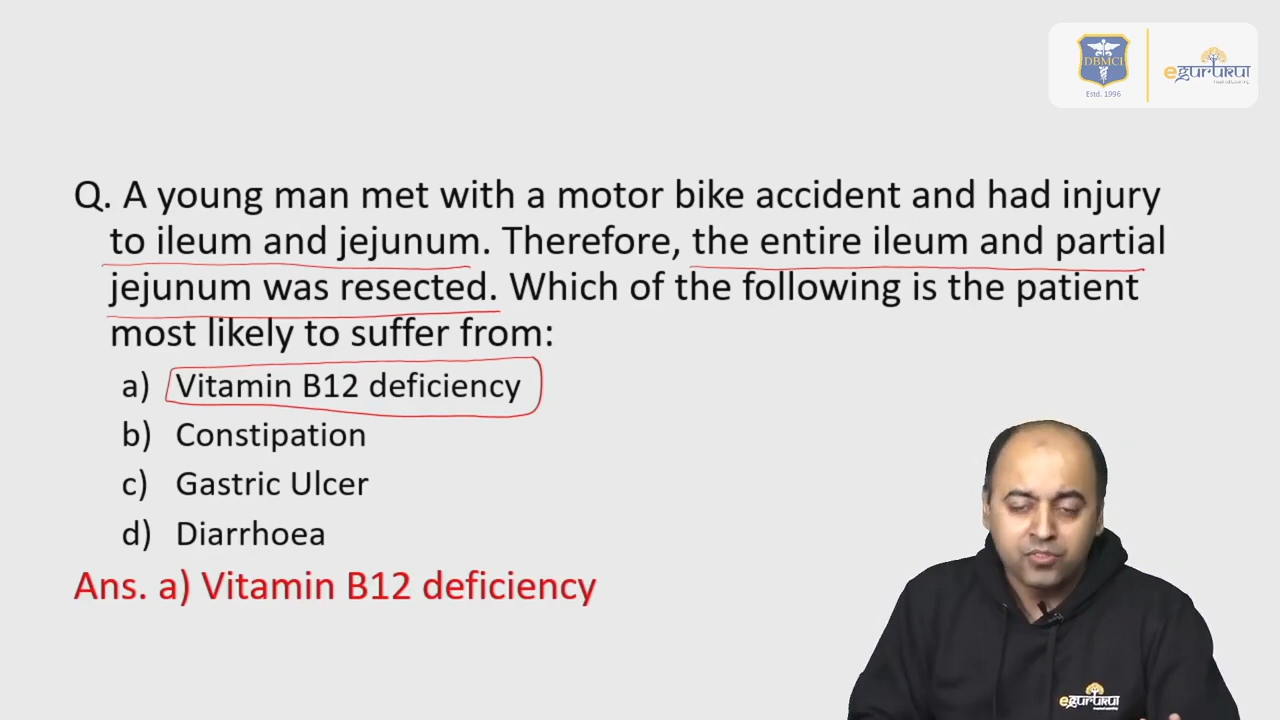 DBMCI
Estd. 1996
egurukul
Q. A young man met with a motor bike accident and had injury
to ileum and jejunum. Therefore, the entire ileum and partial
jejunum was resected. Which of the following is the patient
most likely to suffer from:
a) Vitamin B12 deficiency
b) Constipation
c) Gastric Ulcer
d) Diarrhoea
Ans. a) Vitamin B12 deficiency
egurukul